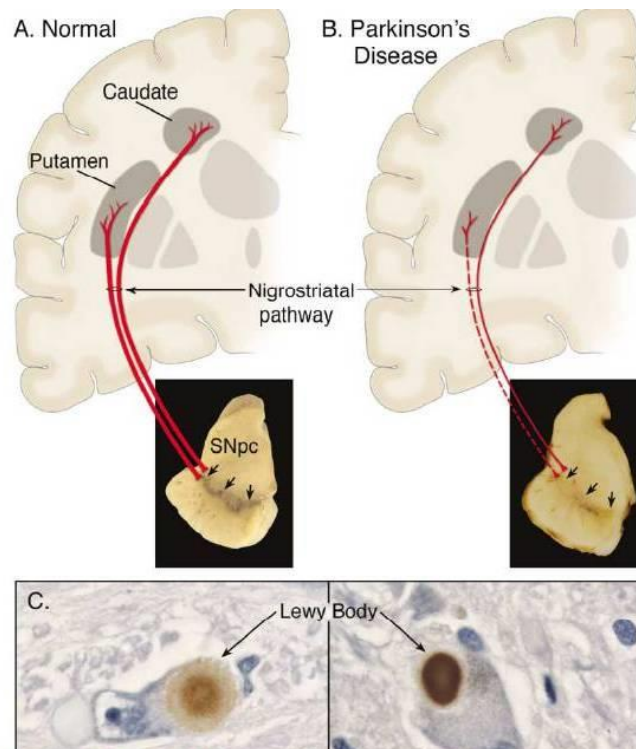 A. Normal
B. Parkinson's
Disease
Caudate
Putamen
Nigrostriatal
pathway
SNpc
C.
Lewy Body